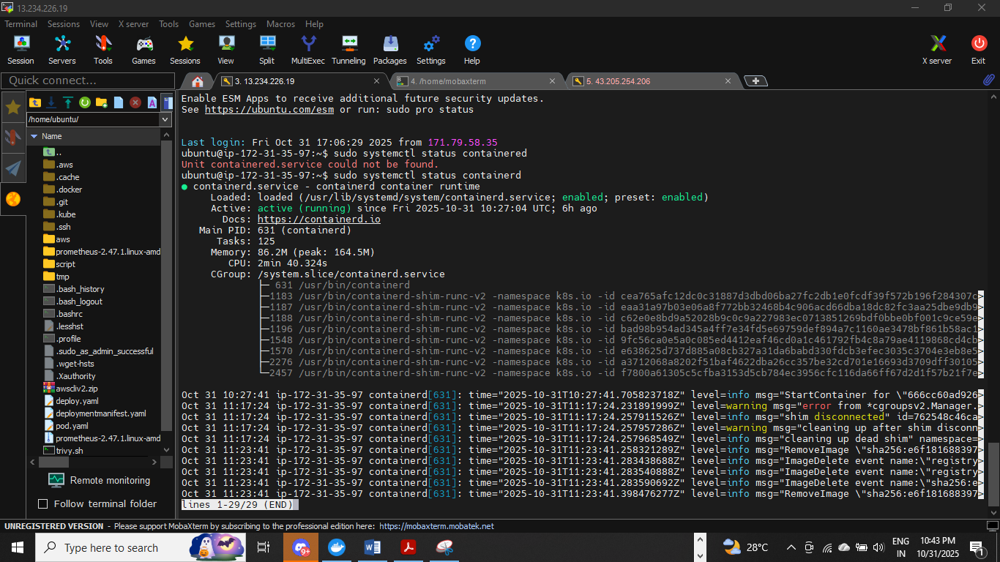 13.234.226.19
Terminal Sessions View X server Tools Games Settings Macros Help
Session Servers Tools Games Sessions View Split MultiExec Tunneling Packages Settings Help X server Exit
Quick connect...
3. 13.234.226.19
4. /home/mobaxterm
5. 43.205.254.206
/home/ubuntu/
Name
..
.aws
.cache
.docker
.git
.kube
.ssh
aws
prometheus-2.47.1.linux-amd
script
tmp
.bash_history
.bash_logout
.bashrc
.lesshst
.profile
.sudo_as_admin_successful
.wget-hsts
.Xauthority
awscliv2.zip
deploy.yaml
deploymentmanifest.yaml
pod.yaml
prometheus-2.47.1.linux-amd
trivy.sh
Remote monitoring
Follow terminal folder
Enable ESM Apps to receive additional future security updates.
See https://ubuntu.com/esm or run: sudo pro status
Last login: Fri Oct 31 17:06:29 2025 from 171.79.58.35
ubuntu@ip-172-31-35-97:~$ sudo systemctl status containered
Unit containered.service could not be found.
ubuntu@ip-172-31-35-97:~$ sudo systemctl status containerd
● containerd.service - containerd container runtime
Loaded: loaded (/usr/lib/systemd/system/containerd.service; enabled; preset: enabled)
Active: active (running) since Fri 2025-10-31 10:27:04 UTC; 6h ago
Docs: https://containerd.io
Main PID: 631 (containerd)
Tasks: 125
Memory: 86.2M (peak: 164.5M)
CPU: 2min 40.324s
CGroup: /system.slice/containerd.service
├─ 631 /usr/bin/containerd
├─1183 /usr/bin/containerd-shim-runc-v2 -namespace k8s.io -id cea765afc12dc0c31887d3dbd06ba27fc2db1e0fcdf39f572b196f284307c>
├─1187 /usr/bin/containerd-shim-runc-v2 -namespace k8s.io -id eaa31a97b03e06a8f772bb32468b4c906acd66dba18dc82fc3aa25dbe9db9>
├─1188 /usr/bin/containerd-shim-runc-v2 -namespace k8s.io -id c62e0e8bd9a52028b9c0c9a227983ec0713851269bdf0bbe0bf001c9ce59e>
├─1196 /usr/bin/containerd-shim-runc-v2 -namespace k8s.io -id bad98b954ad345a4ff7e34fd5e69759def894a7c1160ae3478bf861b58ac1>
├─1548 /usr/bin/containerd-shim-runc-v2 -namespace k8s.io -id 9fc56ca0e5a0c085ed4412eaf46cd0a1c461792fb4c8a79ae4119868cd4cb>
├─1570 /usr/bin/containerd-shim-runc-v2 -namespace k8s.io -id e638625d737d885a08cb327a31da6babd330fdcb3efec3035c3704e3eb8e5>
├─2276 /usr/bin/containerd-shim-runc-v2 -namespace k8s.io -id a3712068a8202f51baf4622dba26cc357be32cd701e16693d3709dff30105>
└─2457 /usr/bin/containerd-shim-runc-v2 -namespace k8s.io -id f7800a61305c5cfba3153d5cb784ec3956cfc116da66ff67d2d1f57b21f7e>
Oct 31 10:27:41 ip-172-31-35-97 containerd[631]: time="2025-10-31T10:27:41.705823718Z" level=info msg="StartContainer for \"666cc60ad926>
Oct 31 11:17:24 ip-172-31-35-97 containerd[631]: time="2025-10-31T11:17:24.231891999Z" level=warning msg="error from *cgroupsv2.Manager.>
Oct 31 11:17:24 ip-172-31-35-97 containerd[631]: time="2025-10-31T11:17:24.257911526Z" level=info msg="shim disconnected" id=762548c46ca>
Oct 31 11:17:24 ip-172-31-35-97 containerd[631]: time="2025-10-31T11:17:24.257957286Z" level=warning msg="cleaning up after shim disconn>
Oct 31 11:17:24 ip-172-31-35-97 containerd[631]: time="2025-10-31T11:17:24.257968549Z" level=info msg="cleaning up dead shim" namespace=>
Oct 31 11:23:41 ip-172-31-35-97 containerd[631]: time="2025-10-31T11:23:41.258321289Z" level=info msg="RemoveImage \"sha256:e6f181688397>
Oct 31 11:23:41 ip-172-31-35-97 containerd[631]: time="2025-10-31T11:23:41.283438688Z" level=info msg="ImageDelete event name:\"registry>
Oct 31 11:23:41 ip-172-31-35-97 containerd[631]: time="2025-10-31T11:23:41.283540888Z" level=info msg="ImageDelete event name:\"registry>
Oct 31 11:23:41 ip-172-31-35-97 containerd[631]: time="2025-10-31T11:23:41.283590692Z" level=info msg="ImageDelete event name:\"sha256:e>
Oct 31 11:23:41 ip-172-31-35-97 containerd[631]: time="2025-10-31T11:23:41.398476277Z" level=info msg="RemoveImage \"sha256:e6f181688397>
lines 1-29/29 (END)
UNREGISTERED VERSION - Please support MobaXterm by subscribing to the professional edition here: https://mobaxterm.mobatek.net
Type here to search
9+
28°C
ENG
IN
10:43 PM
10/31/2025
1